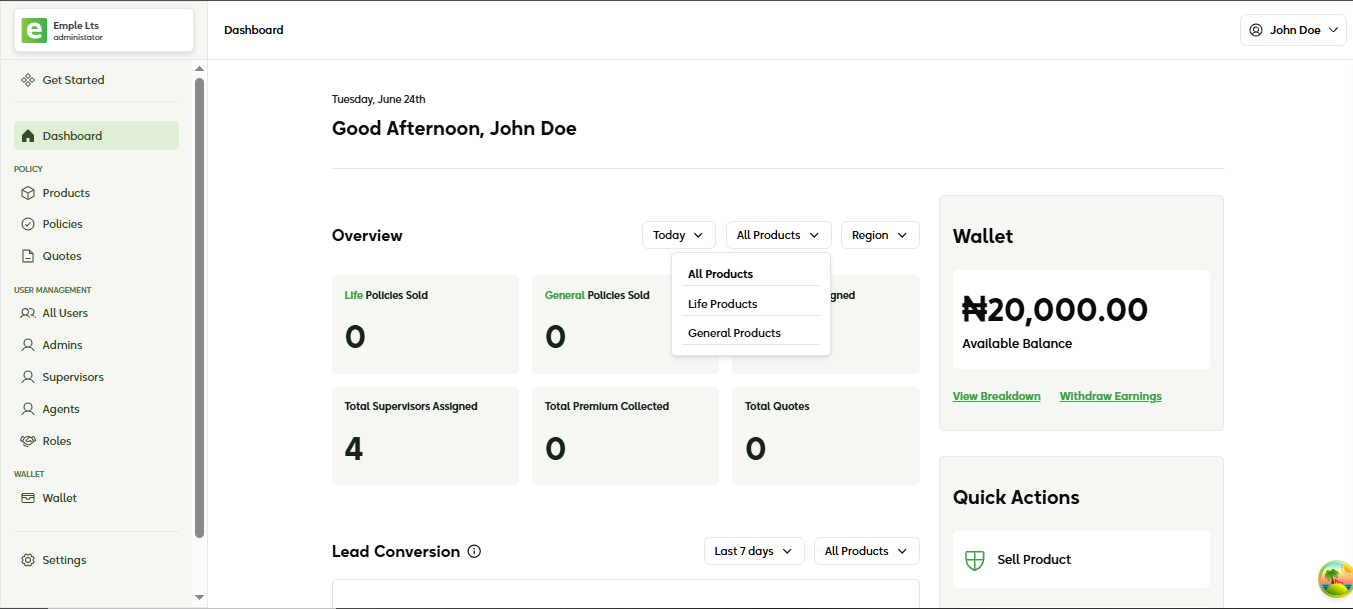 Emple Lts
administator
Dashboard
John Doe
Get Started
Dashboard
POLICY
Products
Policies
Quotes
USER MANAGEMENT
All Users
Admins
Supervisors
Agents
Roles
WALLET
Wallet
Settings
Tuesday, June 24th
Good Afternoon, John Doe
Overview
Today
All Products
Region
All Products
Life Products
General Products
Life Policies Sold
0
General Policies Sold
0
Total Supervisors Assigned
4
Total Premium Collected
0
Total Quotes
0
Lead Conversion
Last 7 days
All Products
Wallet
₦20,000.00
Available Balance
View Breakdown
Withdraw Earnings
Quick Actions
Sell Product